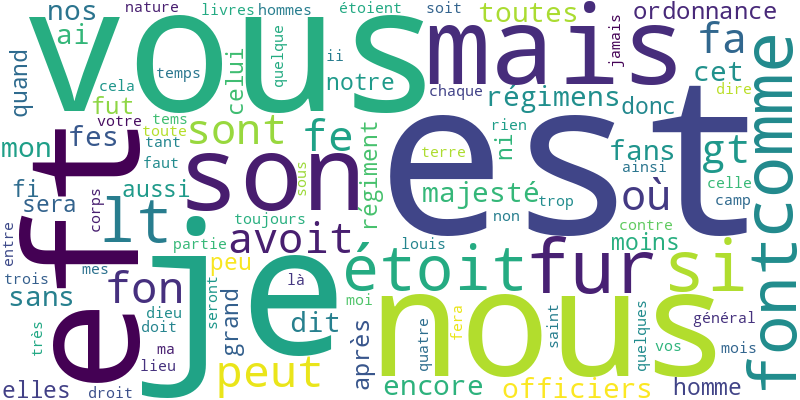 nos
nature
livres
hommes
étoient
soit
toutes
ordonnance
ai
vous
mais
jamais
fa
quand
temps
celui
quelque
ii
notre
chaque
régimens
cet
dire
cela
fut
votre
tems
toute
sont
fe
donc
comme
mon
fes
tant
faut
son
est
rien
ni
fans
gt
terre
ainsi
eft
fi
sera
corps
aussi
lt
je
sous
régiment
majesté
trop
où
celle
camp
toujours
non
contre
entre
trois
mes
partie
avoit
louis
moins
étoit
fur
si
sans
fon
peu
là
moi
nous
font
très
dieu
doit
seront
grand
dit
après
quatre
fera
saint
quelques
général
vos
mois
ma
lieu
peut
elles
droit
encore
officiers
homme